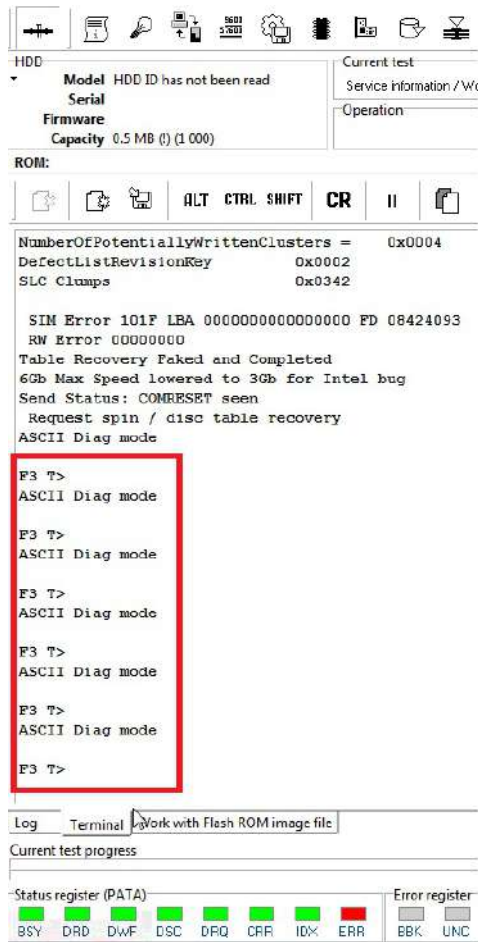 9601
57601
HDD
Current test
Model HDD ID has not been read
Service information / Wo
Serial
Firmware
Operation
Capacity 0.5 MB (!) (1 000)
ROM:
ALT CTRL SHIFT CR
NumberOfPotentiallyWrittenClusters = 0x0004
DefectListRevisionKey 0x0002
SLC Clumps 0x0342
SIM Error 101F LBA 0000000000000000 FD 08424093
RW Error 00000000
Table Recovery Faked and Completed
6Gb Max Speed lowered to 3Gb for Intel bug
Send Status: COMRESET seen
Request spin / disc table recovery
ASCII Diag mode
F3 T>
ASCII Diag mode
F3 T>
ASCII Diag mode
F3 T>
ASCII Diag mode
F3 T>
ASCII Diag mode
F3 T>
ASCII Diag mode
F3 T>
Log Terminal Work with Flash ROM image file
Current test progress
Status register (PATA) Error register
BSY DRD DWF DSC DRQ CRR IDX ERR BBK UNC